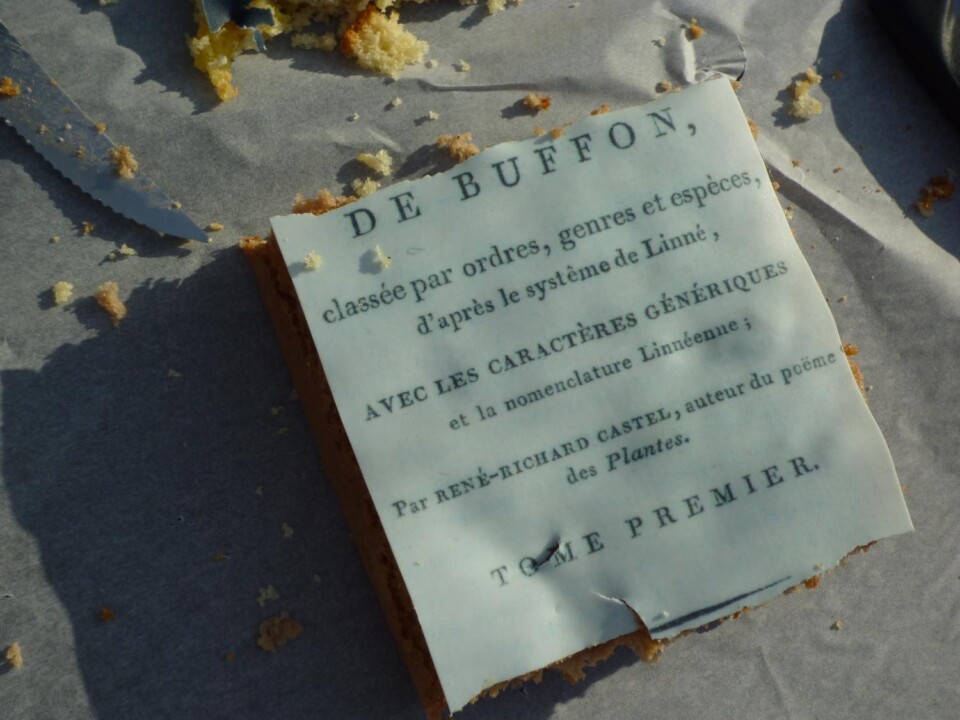 DE BUFFON,
classée par ordres, genres et espèces,
d'après le système de Linné,
AVEC LES CARACTÈRES GÉNÉRIQUES
et la nomenclature Linnéenne ;
Par RENÉ-RICHARD CASTEL, auteur du poëme
des Plantes.
TOME PREMIER.